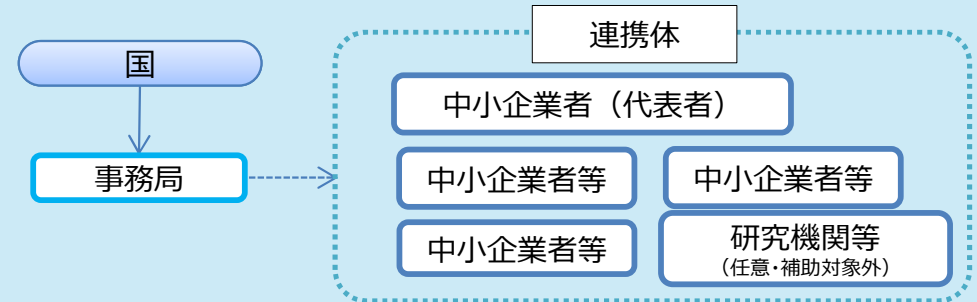 連携体
国
中小企業者（代表者）
事務局
中小企業者等
中小企業者等
中小企業者等
研究機関等
（任意・補助対象外）